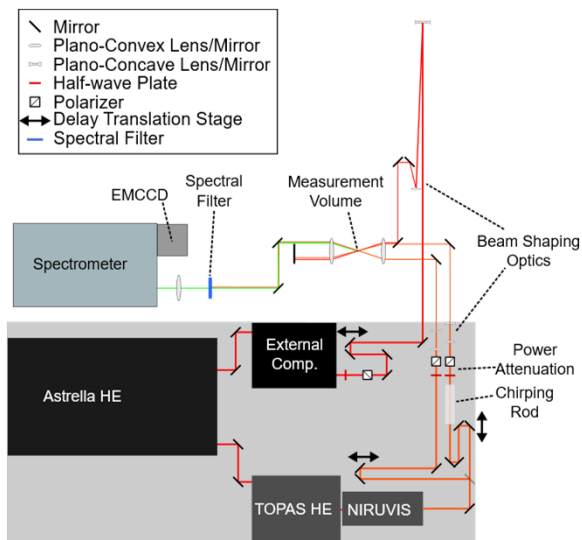 Mirror
Plano-Convex Lens/Mirror
Plano-Concave Lens/Mirror
Half-wave Plate
Polarizer
Delay Translation Stage
Spectral Filter
EMCCD
Spectral
Filter
Measurement
Volume
Spectrometer
Beam Shaping
Optics
External
Comp.
Power
Attenuation
Astrella HE
Chirping
Rod
TOPAS HE
NIRUVIS